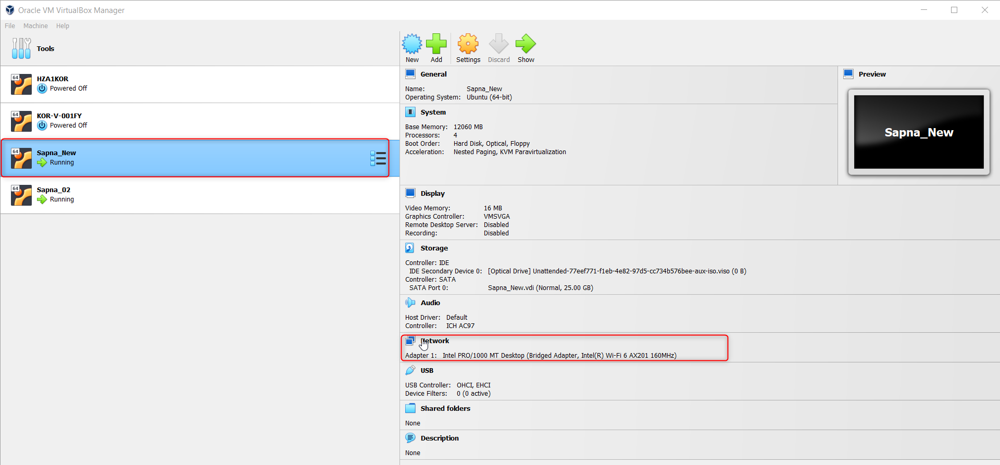 Oracle VM VirtualBox Manager
File Machine Help
Tools
New Add Settings Discard Show
64 HZA1KOR
Powered Off
64 KOR-V-001FY
Powered Off
64 Sapna_New
Running
64 Sapna_02
Running
General
Name: Sapna_New
Operating System: Ubuntu (64-bit)
Preview
Sapna_New
System
Base Memory: 12060 MB
Processors: 4
Boot Order: Hard Disk, Optical, Floppy
Acceleration: Nested Paging, KVM Paravirtualization
Display
Video Memory: 16 MB
Graphics Controller: VMSVGA
Remote Desktop Server: Disabled
Recording: Disabled
Storage
Controller: IDE
IDE Secondary Device 0: [Optical Drive] Unattended-77eef771-f1eb-4e82-97d5-cc734b576bee-aux-iso.viso (0 B)
Controller: SATA
SATA Port 0: Sapna_New.vdi (Normal, 25.00 GB)
Audio
Host Driver: Default
Controller: ICH AC97
Network
Adapter 1: Intel PRO/1000 MT Desktop (Bridged Adapter, Intel(R) Wi-Fi 6 AX201 160MHz)
USB
USB Controller: OHCI, EHCI
Device Filters: 0 (0 active)
Shared folders
None
Description
None